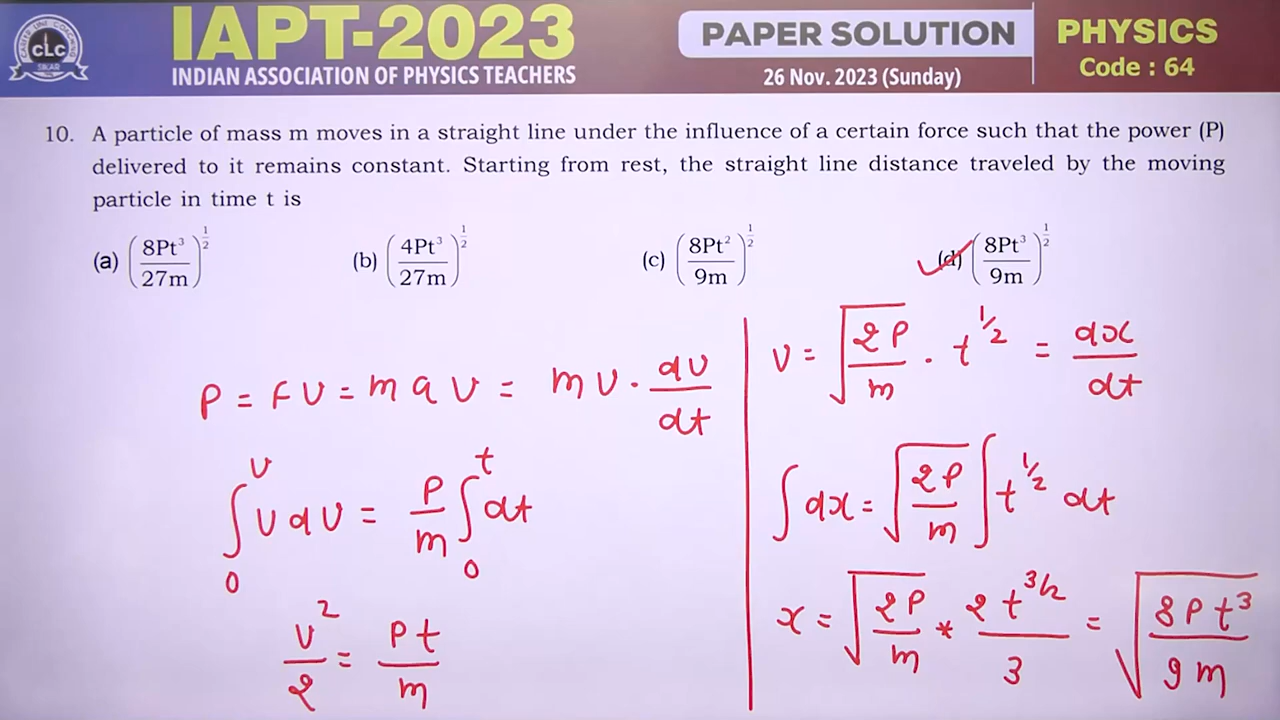 CLC
SIKAR
IAPT-2023
INDIAN ASSOCIATION OF PHYSICS TEACHERS
PAPER SOLUTION
26 Nov. 2023 (Sunday)
PHYSICS
Code : 64
10. A particle of mass m moves in a straight line under the influence of a certain force such that the power (P)
delivered to it remains constant. Starting from rest, the straight line distance traveled by the moving
particle in time t is
(a) (8Pt³/27m)^1/2 (b) (4Pt³/27m)^1/2 (c) (8Pt²/9m)^1/2 (d) (8Pt³/9m)^1/2
P = FV = m a v = m v · dv/dt
∫₀^v v dv = P/m ∫₀^t dt
v²/2 = Pt/m
v = √(2P/m) · t^1/2 = dx/dt
∫dx = √(2P/m) ∫ t^1/2 dt
x = √(2P/m) * 2t^3/2/3 = √(8Pt³/9m)